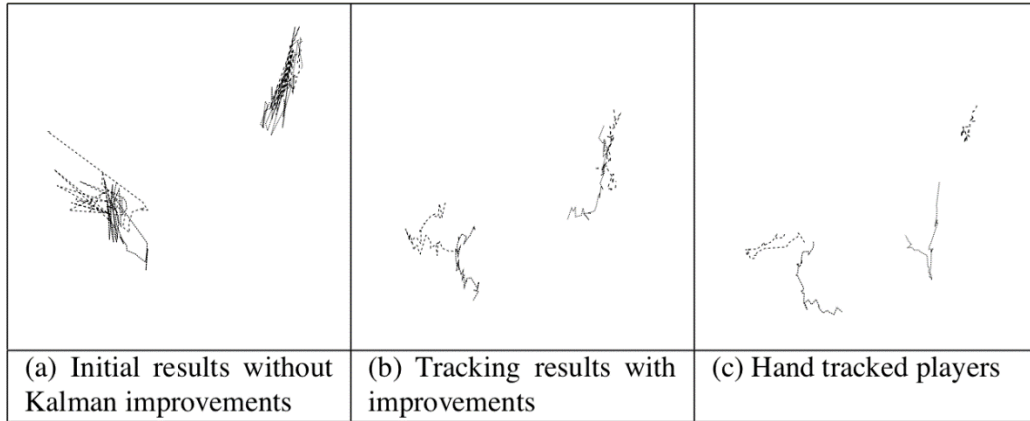 (a) Initial results without
Kalman improvements
(b) Tracking results with
improvements
(c) Hand tracked players